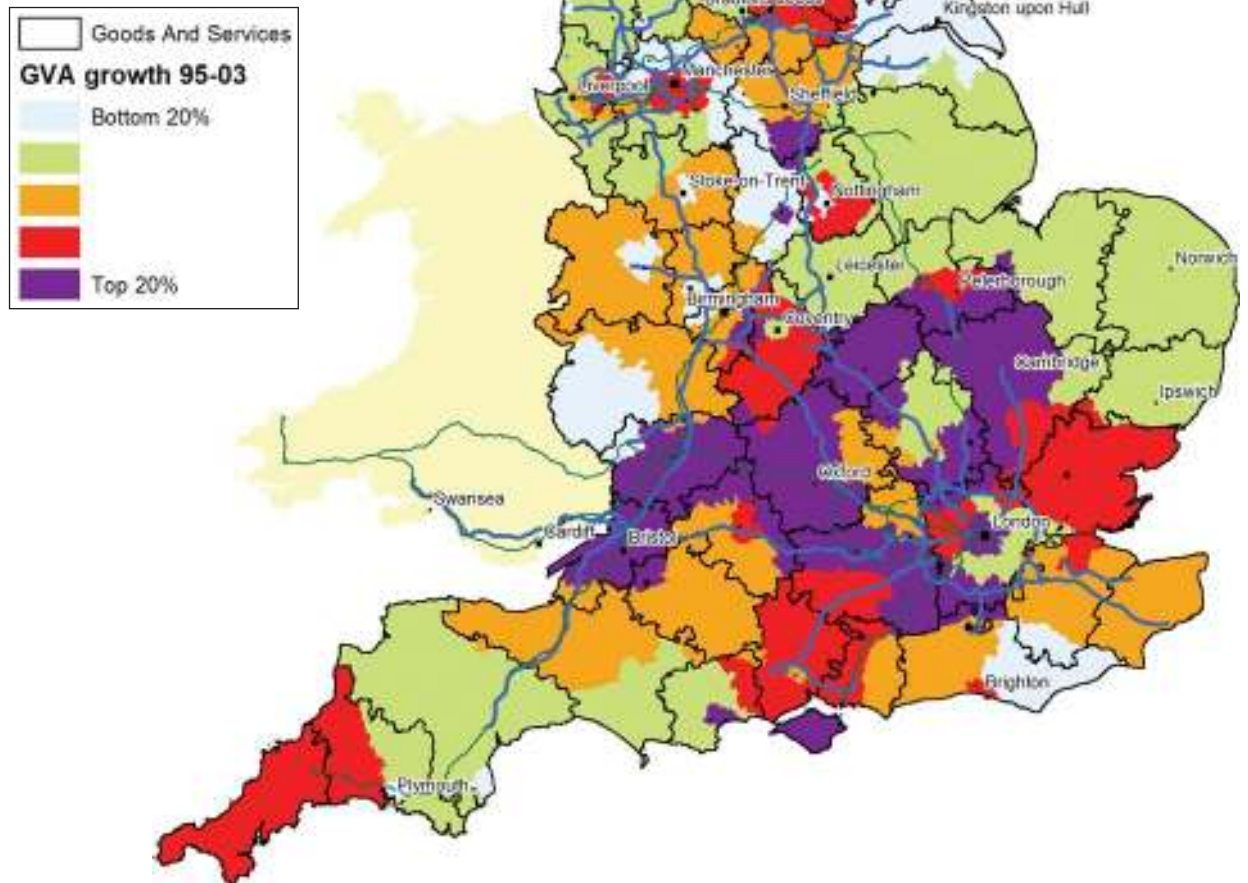 Goods And Services
GVA growth 95-03
Bottom 20%
Top 20%
Kingston upon Hull
Manchester
Liverpool
Sheffield
Stoke-on-Trent
Nottingham
Norwich
Leicester
Peterborough
Birmingham
Coventry
Cambridge
Ipswich
Oxford
Swansea
London
Cardiff
Bristol
Brighton
Plymouth